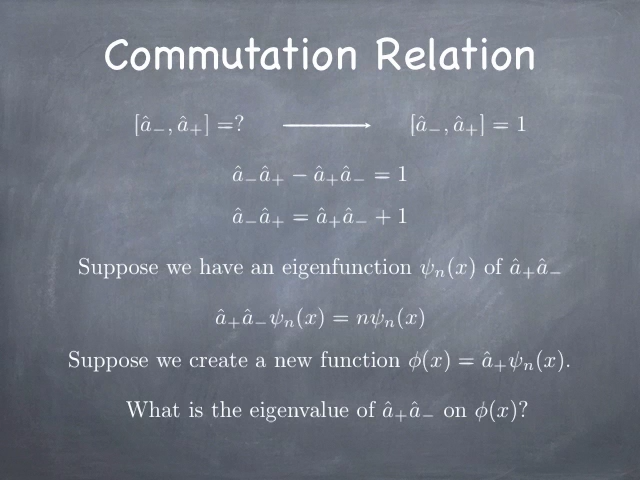 Commutation Relation
[â₋, â₊] =? ⟶ [â₋, â₊] = 1
â₋â₊ − â₊â₋ = 1
â₋â₊ = â₊â₋ + 1
Suppose we have an eigenfunction ψₙ(x) of â₊â₋
â₊â₋ψₙ(x) = nψₙ(x)
Suppose we create a new function ϕ(x) = â₊ψₙ(x).
What is the eigenvalue of â₊â₋ on ϕ(x)?